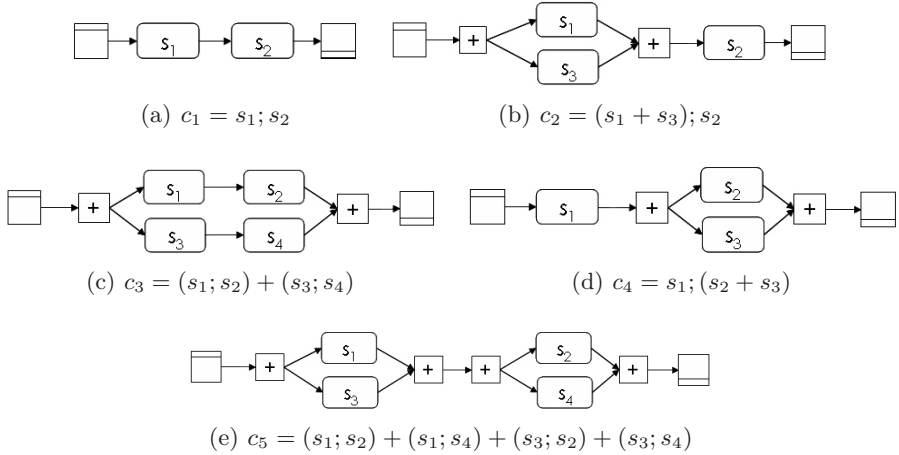 s₁ s₂
+ s₁ s₃ + s₂
(a) c₁ = s₁; s₂
(b) c₂ = (s₁ + s₃); s₂
+ s₁ s₂ s₃ s₄ +
s₁ + s₂ s₃ +
(c) c₃ = (s₁; s₂) + (s₃; s₄)
(d) c₄ = s₁; (s₂ + s₃)
+ s₁ s₃ + + s₂ s₄ +
(e) c₅ = (s₁; s₂) + (s₁; s₄) + (s₃; s₂) + (s₃; s₄)